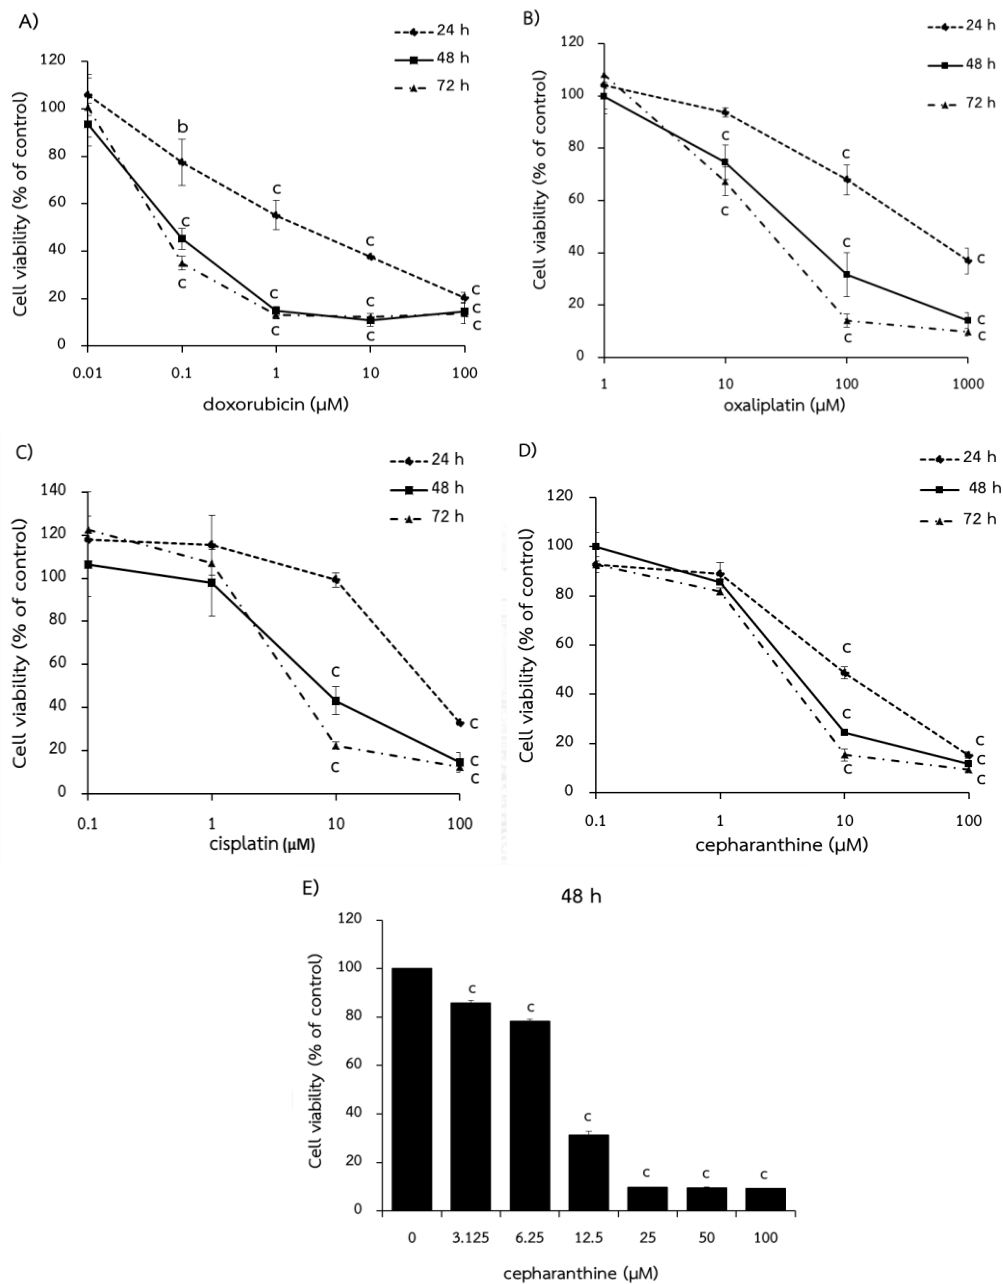 A)
24 h
48 h
72 h
120
100
80
60
40
20
0
Cell viability (% of control)
b
c
c
c
c
c
c
c
c
c
c
c
c
0.01 0.1 1 10 100
doxorubicin (µM)
B)
24 h
48 h
72 h
120
100
80
60
40
20
0
Cell viability (% of control)
c
c
c
c
c
c
c
c
1 10 100 1000
oxaliplatin (µM)
C)
24 h
48 h
72 h
140
120
100
80
60
40
20
0
Cell viability (% of control)
c
c
c
c
c
0.1 1 10 100
cisplatin (µM)
D)
24 h
48 h
72 h
120
100
80
60
40
20
0
Cell viability (% of control)
c
c
c
c
c
c
0.1 1 10 100
cepharanthine (µM)
E)
48 h
120
100
80
60
40
20
0
Cell viability (% of control)
c
c
c
c c c
0 3.125 6.25 12.5 25 50 100
cepharanthine (µM)